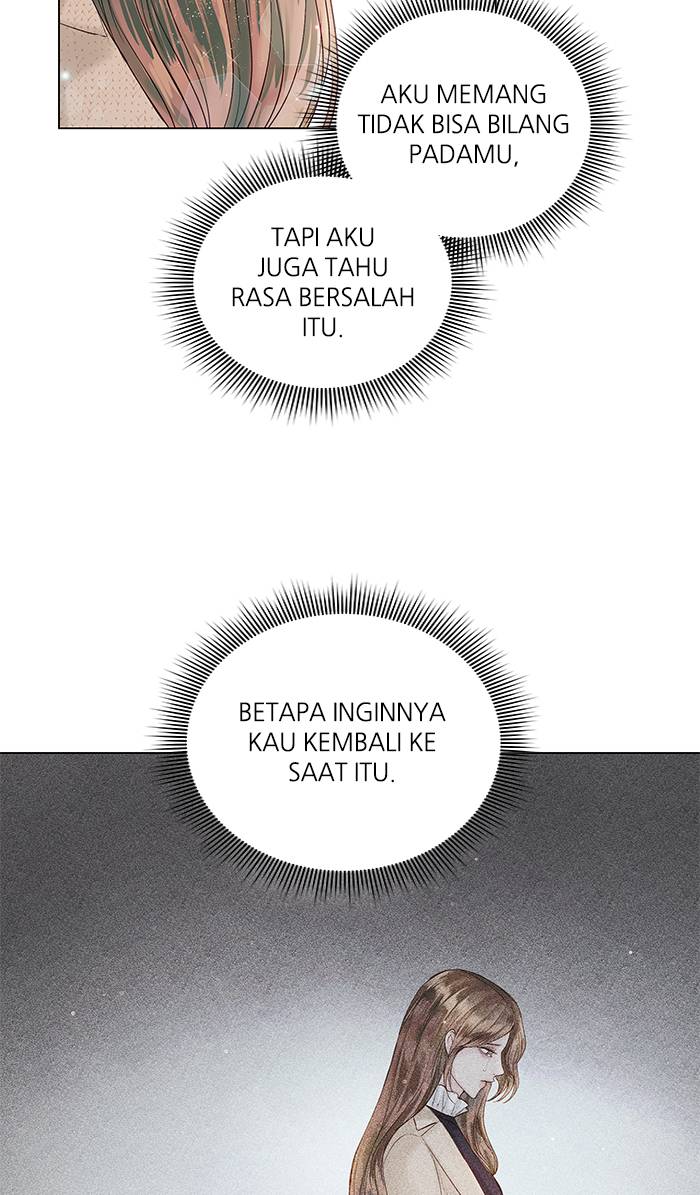 AKU MEMANG
TIDAK BISA BILANG
PADAMU,
TAPI AKU
JUGA TAHU
RASA BERSALAH
ITU.
BETAPA INGINNYA
KAU KEMBALI KE
SAAT ITU.